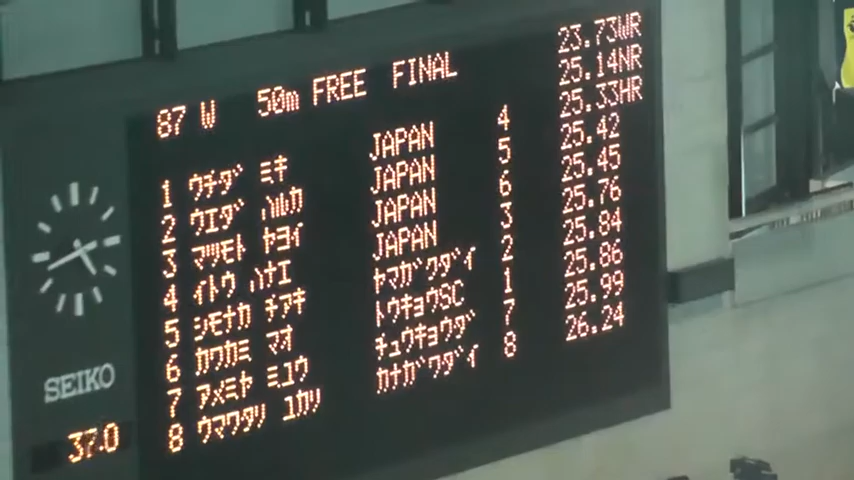 87 W 50m FREE FINAL 23.73WR
25.14NR
1 ウチダ ミキ JAPAN 4 25.33HR
2 ウエダ ハルカ JAPAN 5 25.42
3 マツモト ヤヨイ JAPAN 6 25.45
4 イトウ ハナエ JAPAN 3 25.76
5 シモナカ チアキ ヤマガクダイ 2 25.84
6 カワカミ マオ トウキョウSC 1 25.86
7 アメミヤ ミユウ チュウキョウダ 7 25.99
8 ウマワタリ ユカリ カナガワダイ 8 26.24
SEIKO
37.0